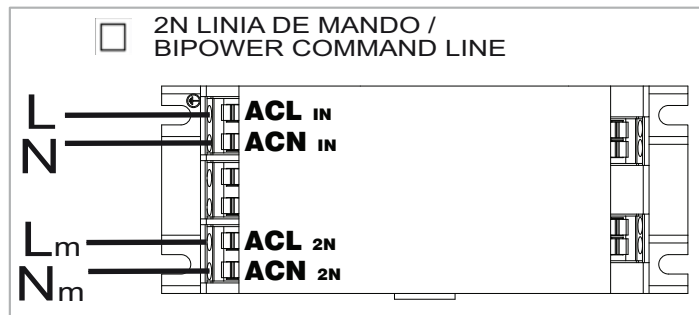 2N LINIA DE MANDO /
BIPOWER COMMAND LINE
L ACL IN
N ACN IN
Lm ACL 2N
Nm ACN 2N